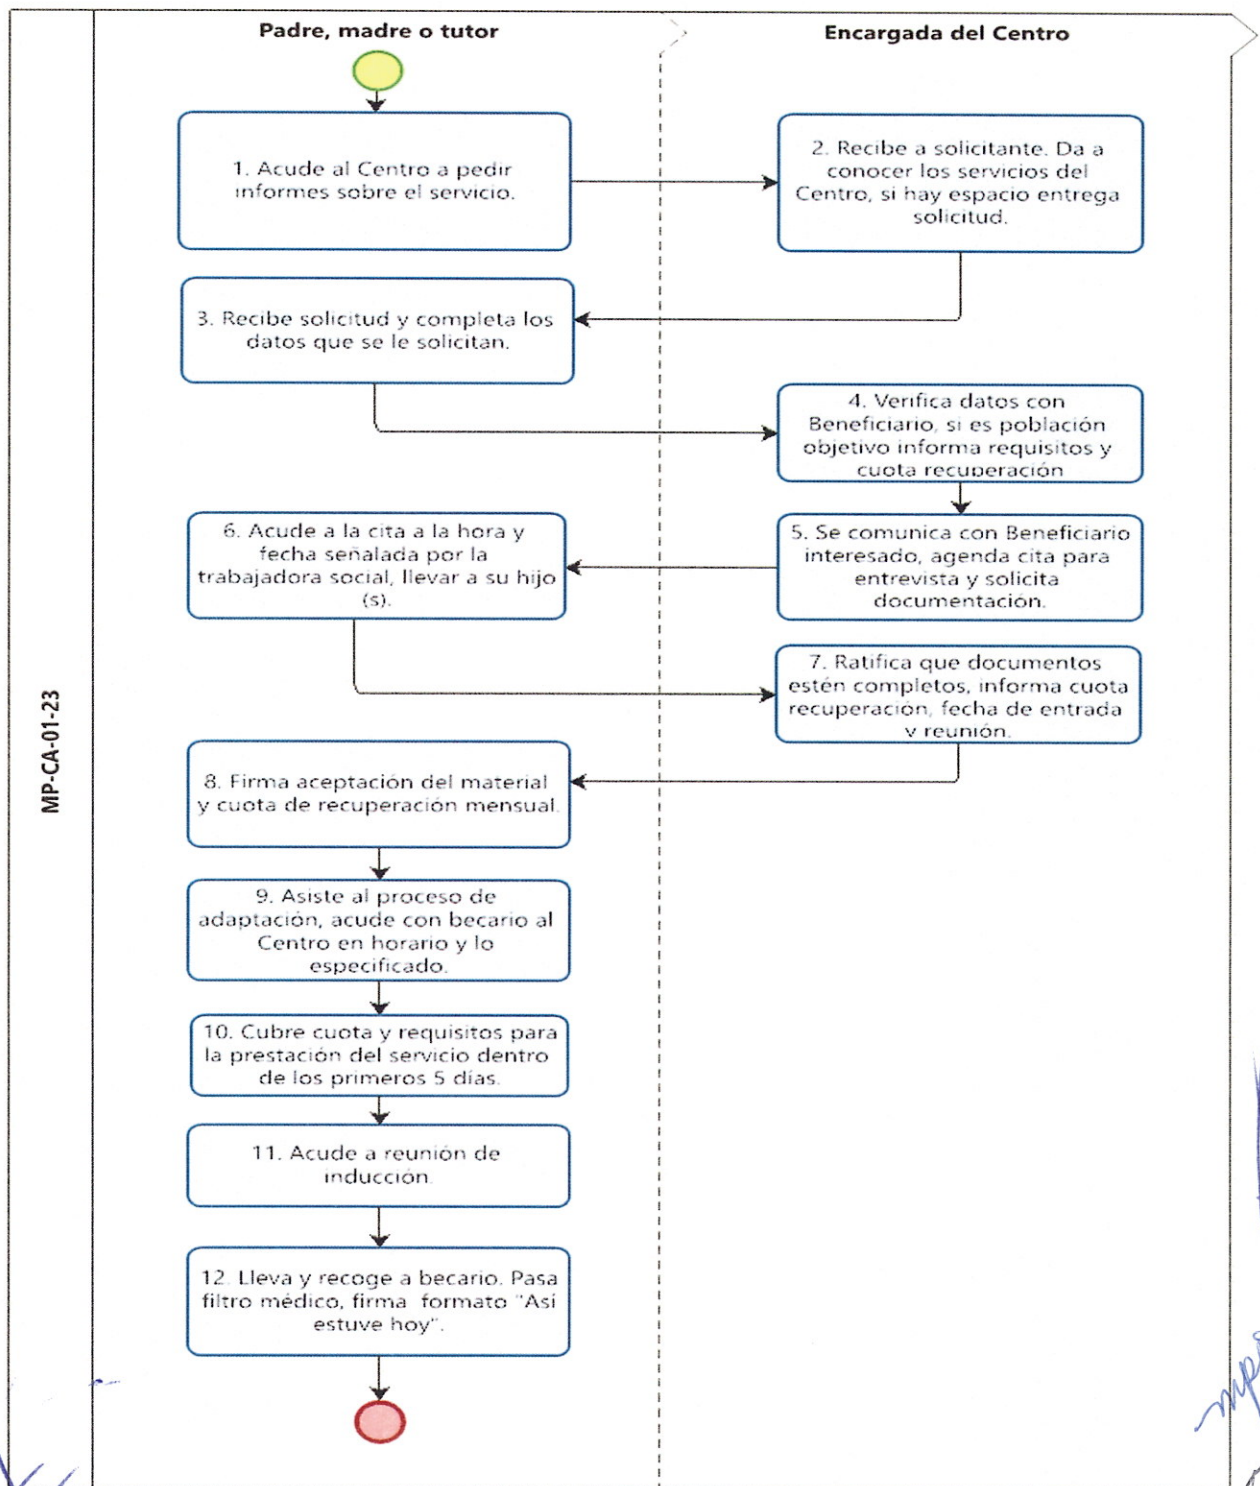 Padre, madre o tutor
Encargada del Centro
1. Acude al Centro a pedir
informes sobre el servicio.
2. Recibe a solicitante. Da a
conocer los servicios del
Centro, si hay espacio entrega
solicitud.
3. Recibe solicitud y completa los
datos que se le solicitan.
4. Verifica datos con
Beneficiario, si es población
objetivo informa requisitos y
cuota recuperación
5. Se comunica con Beneficiario
interesado, agenda cita para
entrevista y solicita
documentación.
6. Acude a la cita a la hora y
fecha señalada por la
trabajadora social, llevar a su hijo
(s).
7. Ratifica que documentos
estén completos, informa cuota
recuperación, fecha de entrada
y reunión.
MP-CA-01-23
8. Firma aceptación del material
y cuota de recuperación mensual.
9. Asiste al proceso de
adaptación, acude con becario al
Centro en horario y lo
especificado.
10. Cubre cuota y requisitos para
la prestación del servicio dentro
de los primeros 5 días.
11. Acude a reunión de
inducción.
12. Lleva y recoge a becario. Pasa
filtro médico, firma formato "Así
estuve hoy".